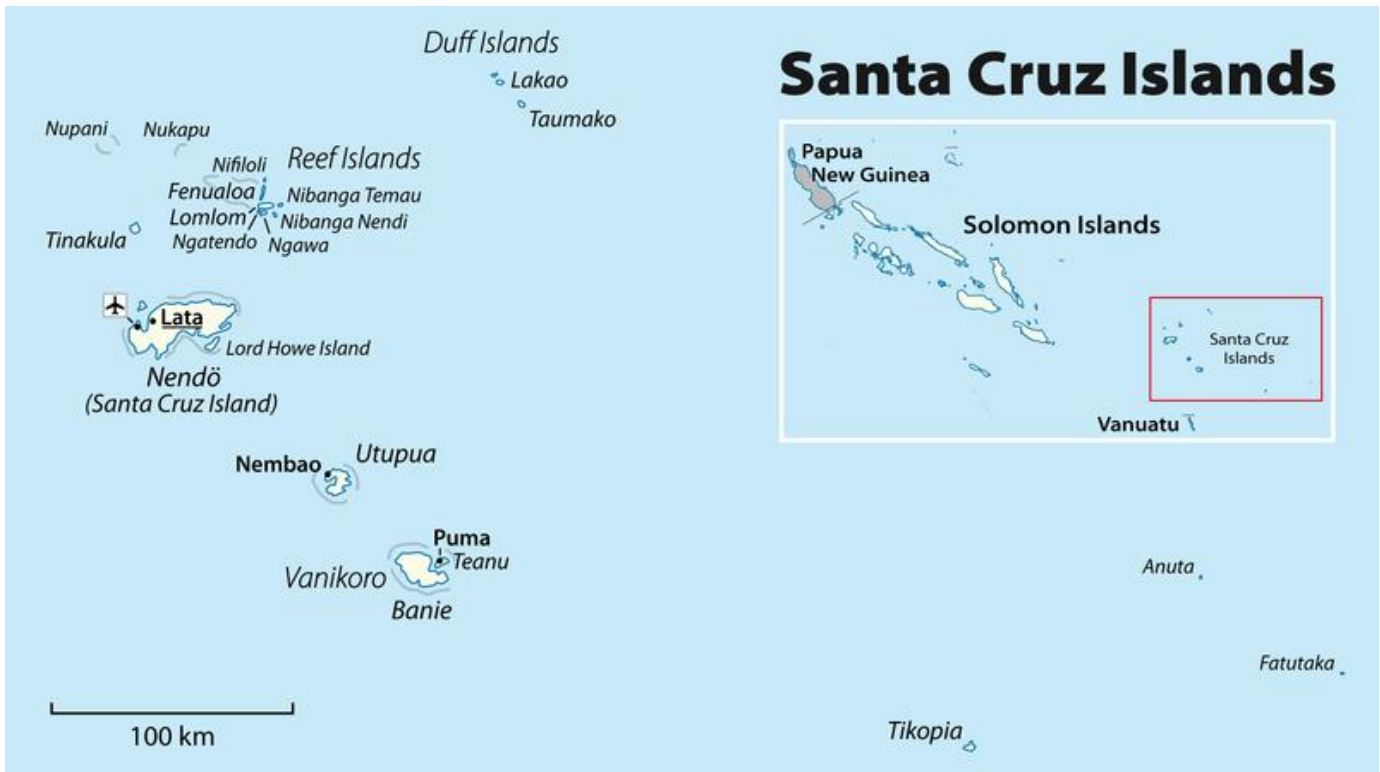 Santa Cruz Islands
Duff Islands
Lakao
Taumako
Nupani
Nukapu
Nifiloli
Reef Islands
Fenualoa
Nibanga Temau
Lomlom
Nibanga Nendi
Tinakula
Ngatendo
Ngawa
Lata
Lord Howe Island
Nendö
(Santa Cruz Island)
Nembao
Utupua
Puma
Teanu
Vanikoro
Banie
Anuta
Fatutaka
Tikopia
100 km
Papua
New Guinea
Solomon Islands
Santa Cruz
Islands
Vanuatu